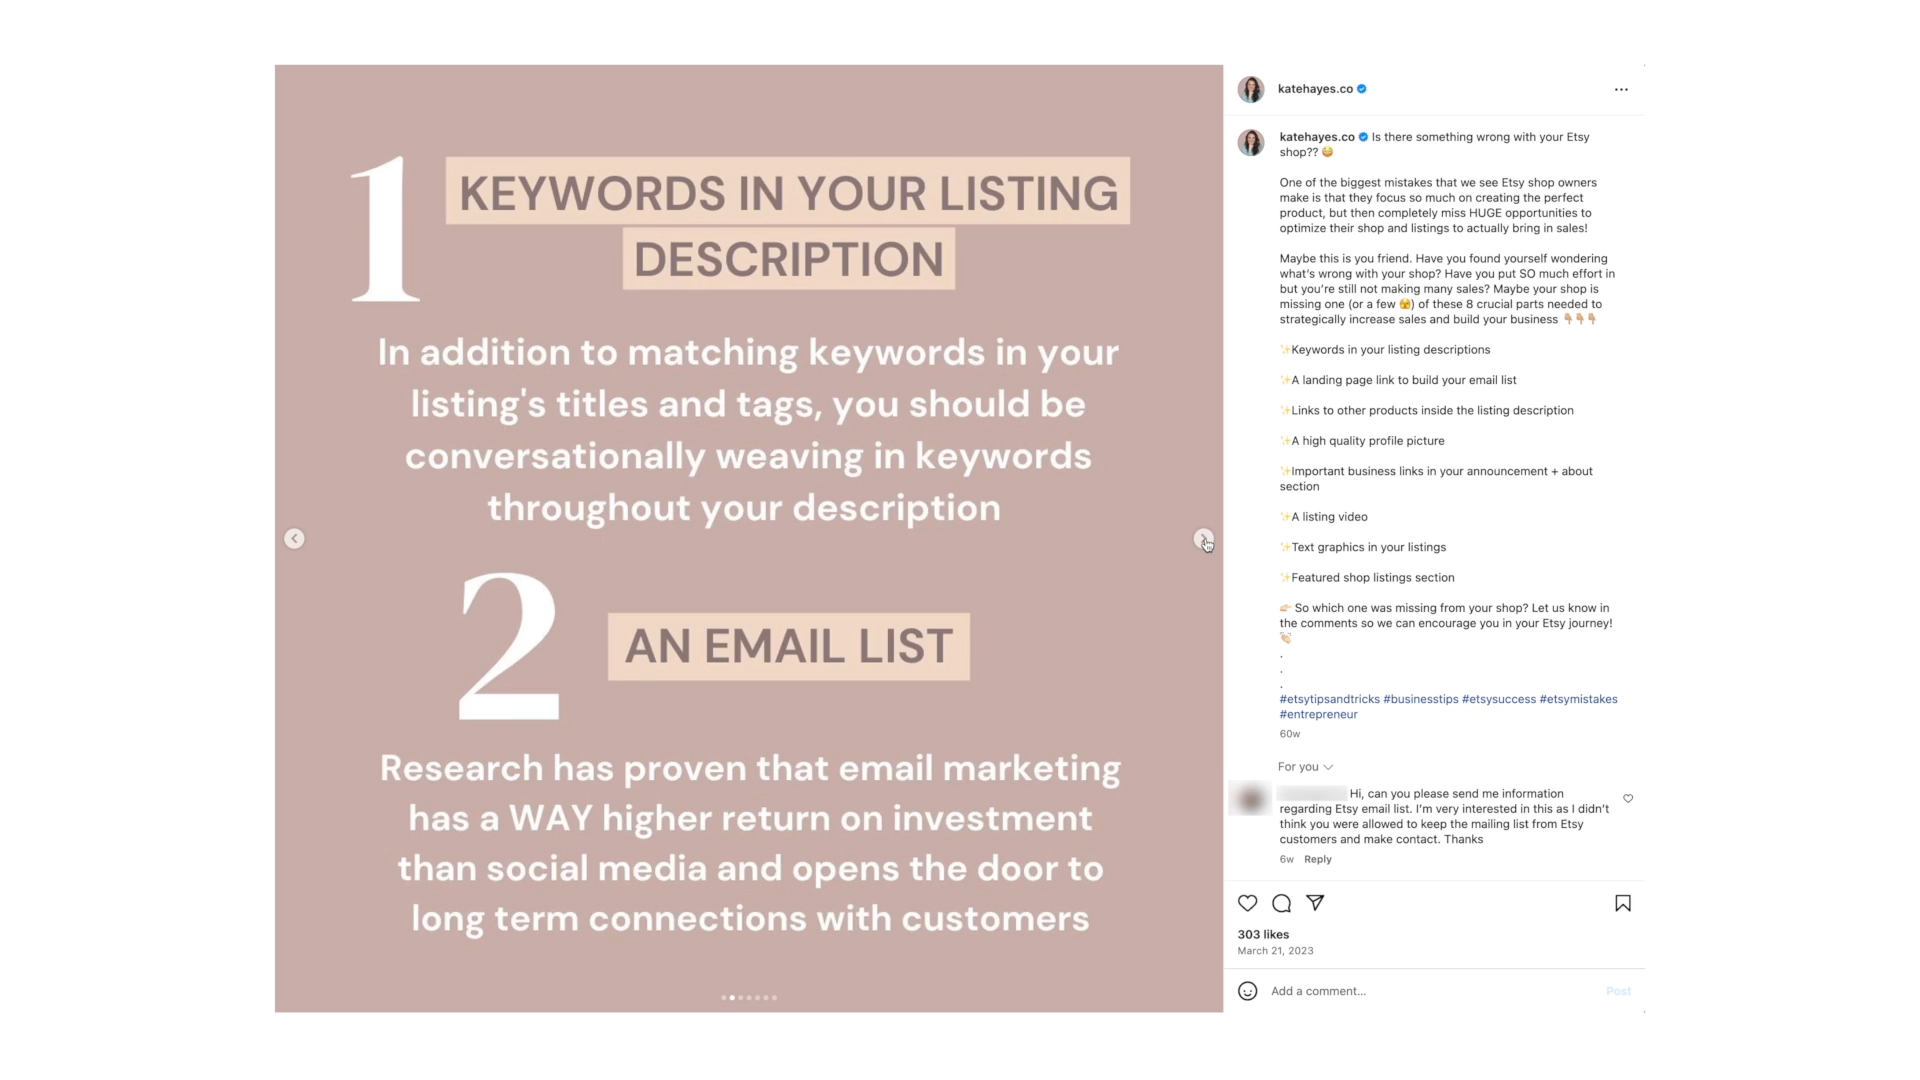 1
KEYWORDS IN YOUR LISTING
DESCRIPTION
In addition to matching keywords in your
listing's titles and tags, you should be
conversationally weaving in keywords
throughout your description
2
AN EMAIL LIST
Research has proven that email marketing
has a WAY higher return on investment
than social media and opens the door to
long term connections with customers
katehayes.co
katehayes.co Is there something wrong with your Etsy
shop?? 😳
One of the biggest mistakes that we see Etsy shop owners
make is that they focus so much on creating the perfect
product, but then completely miss HUGE opportunities to
optimize their shop and listings to actually bring in sales!
Maybe this is you friend. Have you found yourself wondering
what's wrong with your shop? Have you put SO much effort in
but you're still not making many sales? Maybe your shop is
missing one (or a few 🫣) of these 8 crucial parts needed to
strategically increase sales and build your business 👇🏼👇🏼👇🏼
✨Keywords in your listing descriptions
✨A landing page link to build your email list
✨Links to other products inside the listing description
✨A high quality profile picture
✨Important business links in your announcement + about
section
✨A listing video
✨Text graphics in your listings
✨Featured shop listings section
👉🏻 So which one was missing from your shop? Let us know in
the comments so we can encourage you in your Etsy journey!
👏🏻
.
.
.
#etsytipsandtricks #businesstips #etsysuccess #etsymistakes
#entrepreneur
60w
For you
Hi, can you please send me information
regarding Etsy email list. I'm very interested in this as I didn't
think you were allowed to keep the mailing list from Etsy
customers and make contact. Thanks
6w Reply
303 likes
March 21, 2023
Add a comment...
Post